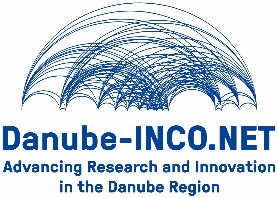 Danube-INCO.NET
Advancing Research and Innovation
in the Danube Region